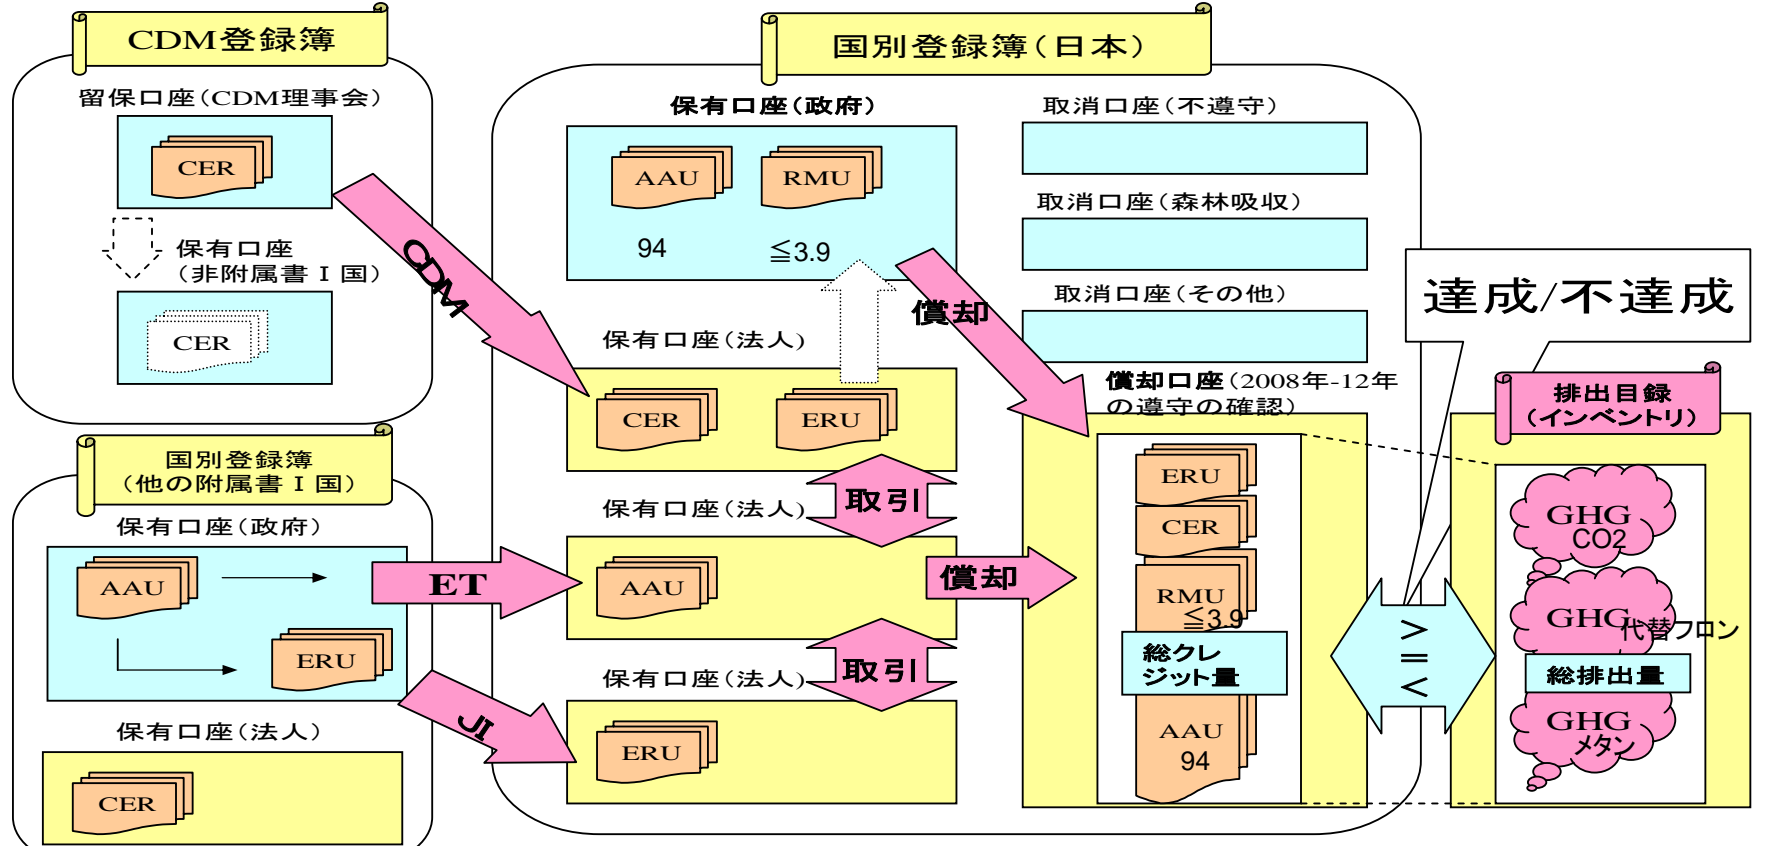 CDM登録簿
留保口座(CDM理事会)
CER
保有口座
(非附属書Ⅰ国)
CER
CDM
国別登録簿
(他の附属書Ⅰ国)
保有口座(政府)
AAU
ERU
ET
JI
保有口座(法人)
CER
国別登録簿(日本)
保有口座(政府)
AAU
RMU
94
≦3.9
償却
保有口座(法人)
CER
ERU
取引
保有口座(法人)
AAU
償却
取引
保有口座(法人)
ERU
取消口座(不遵守)
取消口座(森林吸収)
取消口座(その他)
償却口座(2008年-12年
の遵守の確認)
ERU
CER
RMU
≦3.9
総クレ
ジット量
AAU
94
達成/不達成
>
=
<
排出目録
(インベントリ)
GHG
CO2
GHG
代替フロン
総排出量
GHG
メタン